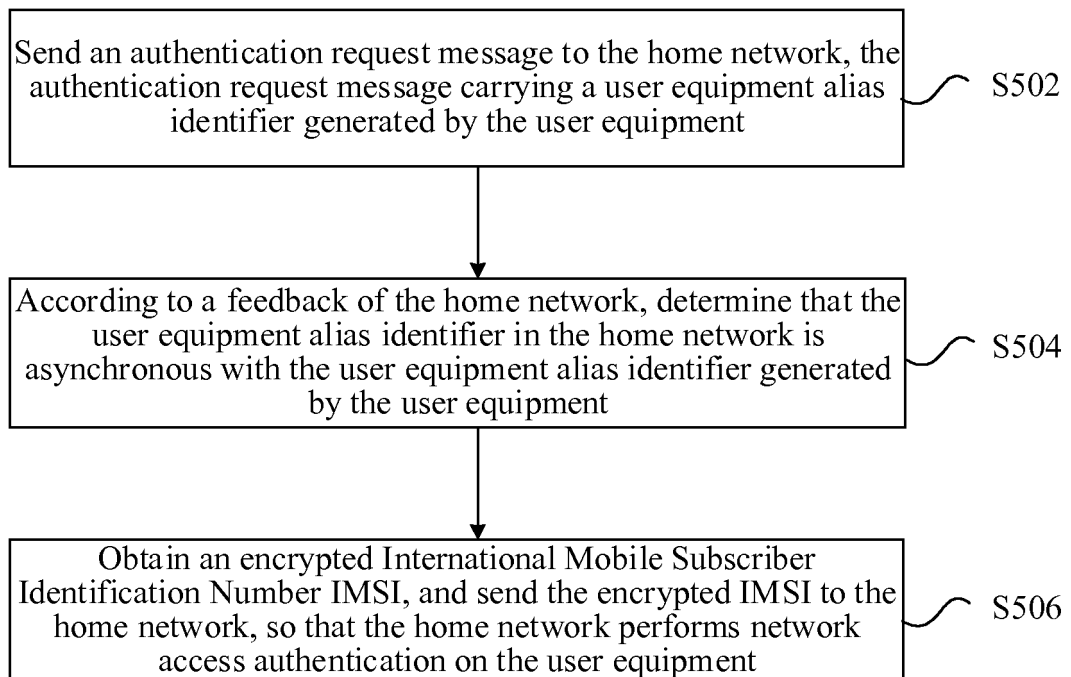 Send an authentication request message to the home network, the
authentication request message carrying a user equipment alias
identifier generated by the user equipment
S502
According to a feedback of the home network, determine that the
user equipment alias identifier in the home network is
asynchronous with the user equipment alias identifier generated
by the user equipment
S504
Obtain an encrypted International Mobile Subscriber
Identification Number IMSI, and send the encrypted IMSI to the
home network, so that the home network performs network
access authentication on the user equipment
S506